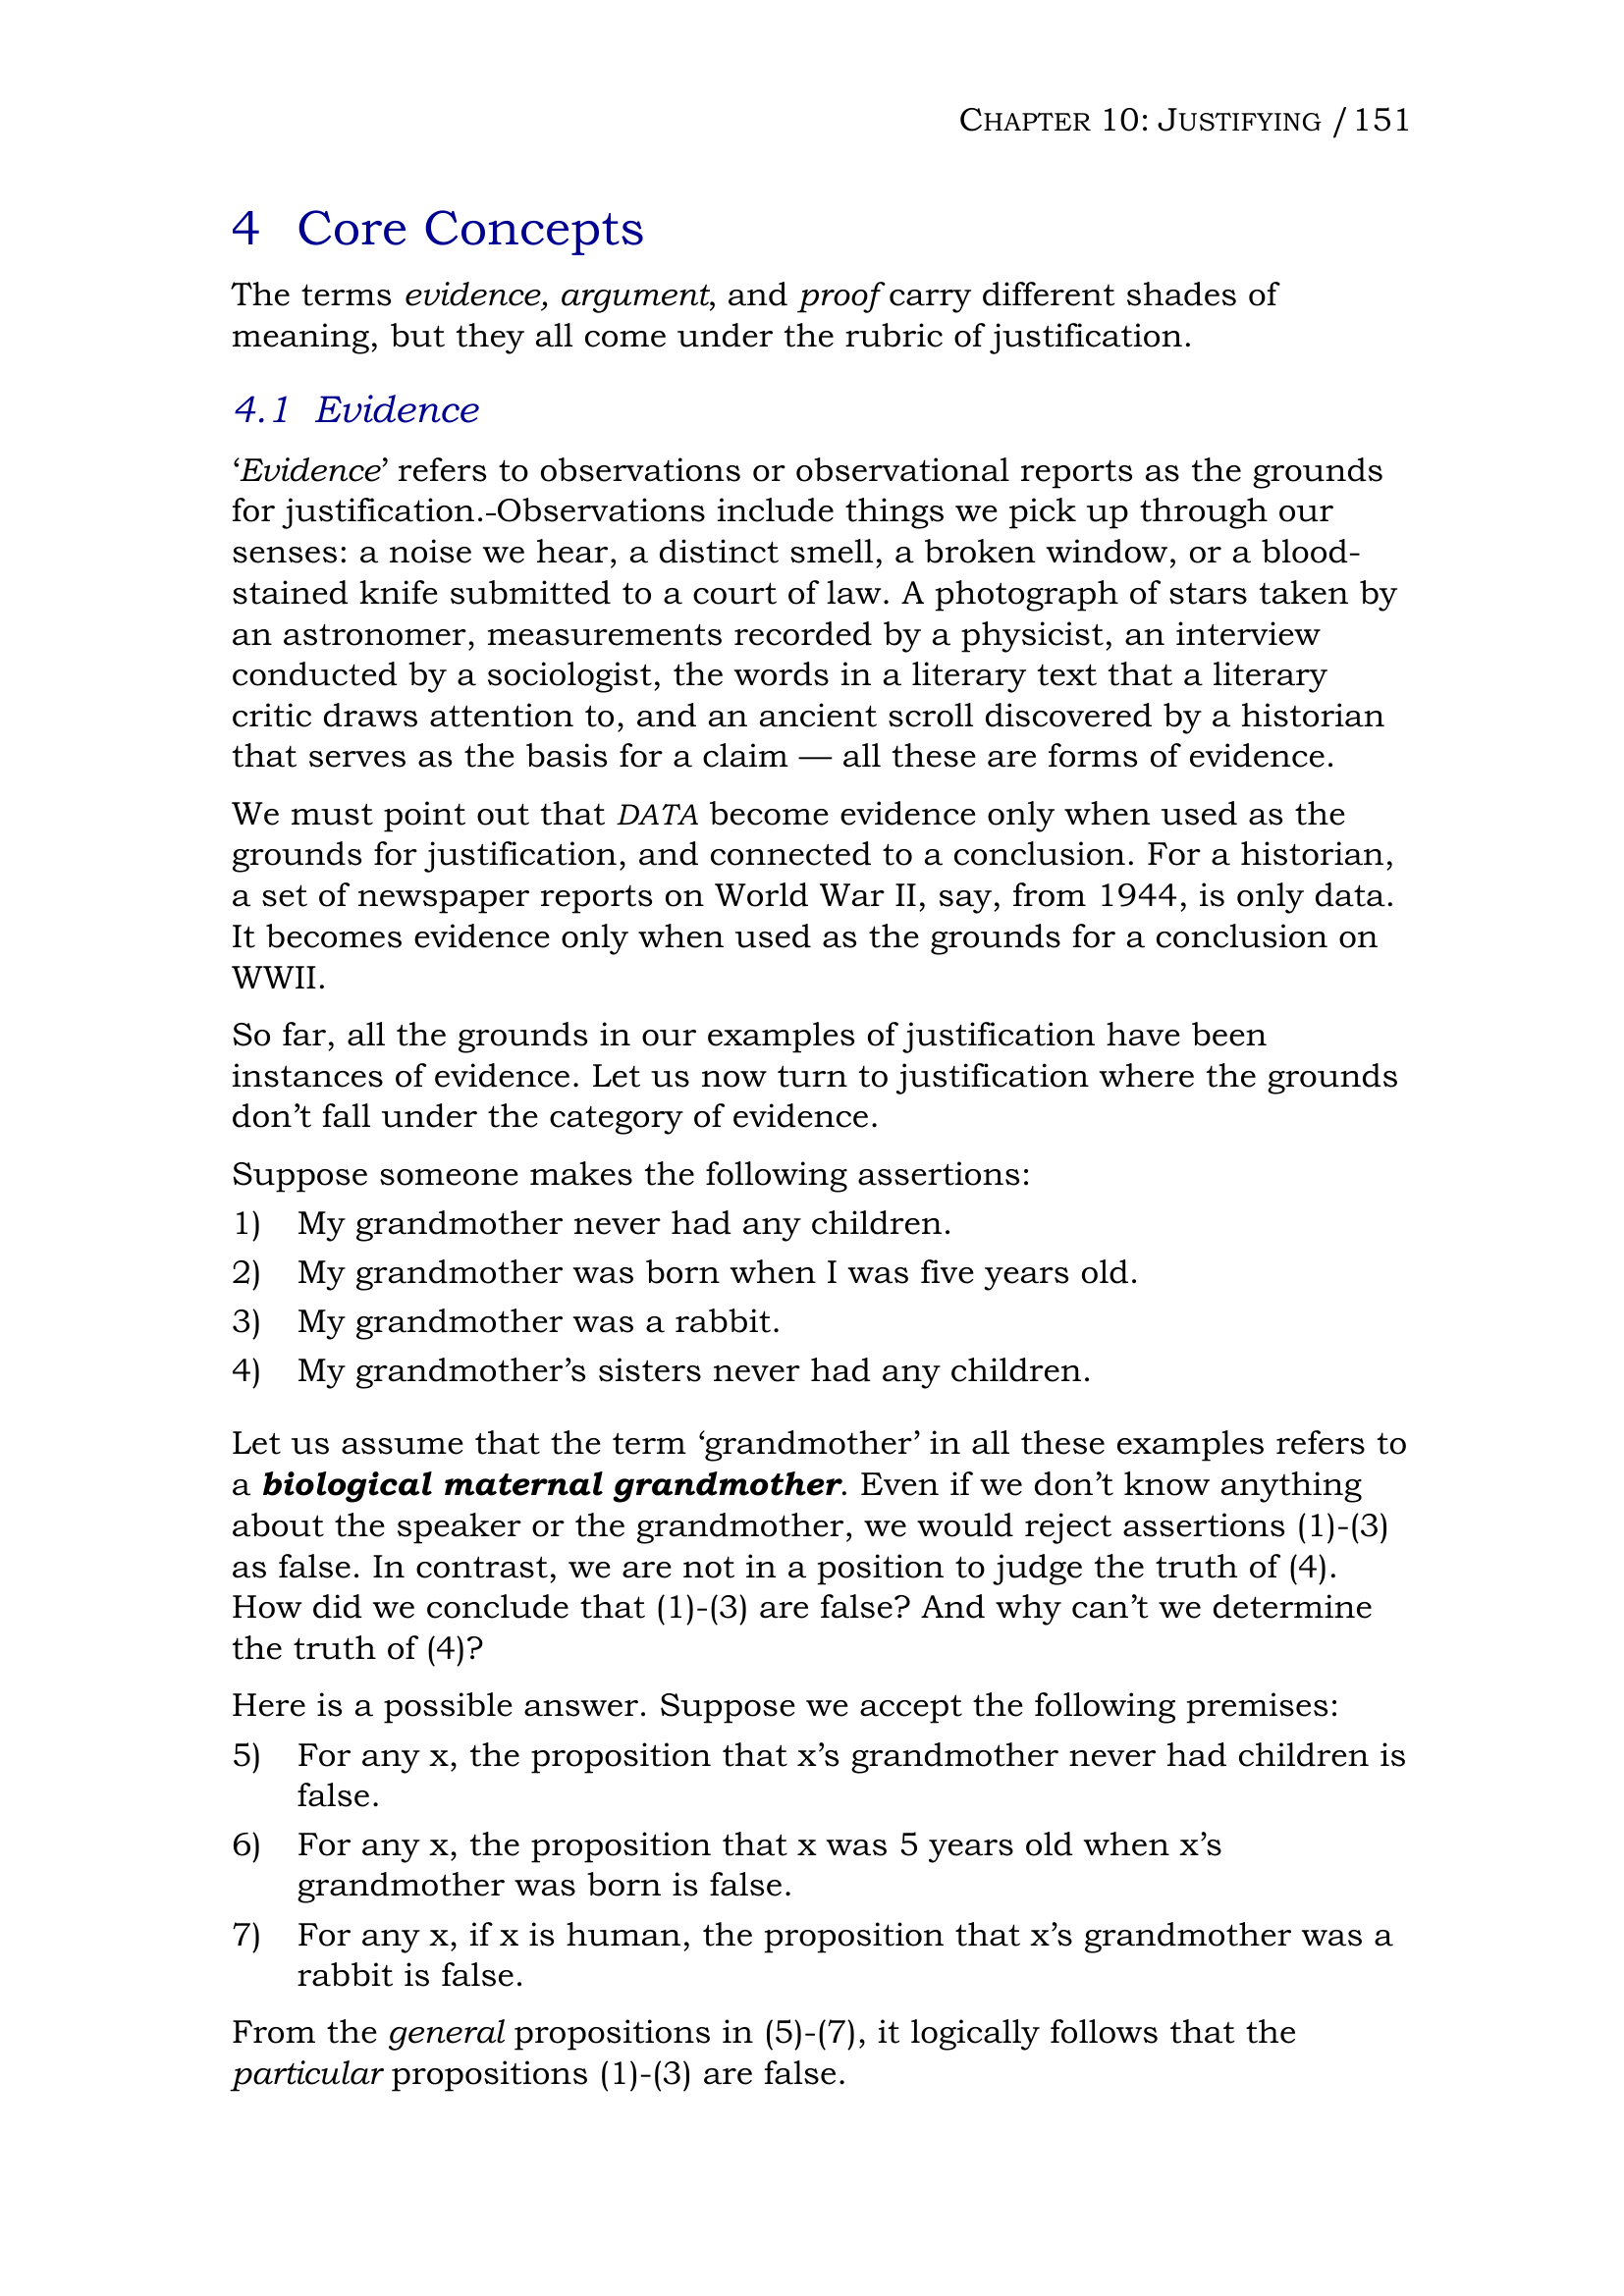 CHAPTER 10: JUSTIFYING / 151
4 Core Concepts
The terms evidence, argument, and proof carry different shades of
meaning, but they all come under the rubric of justification.
4.1 Evidence
‘Evidence’ refers to observations or observational reports as the grounds
for justification.-Observations include things we pick up through our
senses: a noise we hear, a distinct smell, a broken window, or a blood-
stained knife submitted to a court of law. A photograph of stars taken by
an astronomer, measurements recorded by a physicist, an interview
conducted by a sociologist, the words in a literary text that a literary
critic draws attention to, and an ancient scroll discovered by a historian
that serves as the basis for a claim — all these are forms of evidence.
We must point out that DATA become evidence only when used as the
grounds for justification, and connected to a conclusion. For a historian,
a set of newspaper reports on World War II, say, from 1944, is only data.
It becomes evidence only when used as the grounds for a conclusion on
WWII.
So far, all the grounds in our examples of justification have been
instances of evidence. Let us now turn to justification where the grounds
don’t fall under the category of evidence.
Suppose someone makes the following assertions:
1) My grandmother never had any children.
2) My grandmother was born when I was five years old.
3) My grandmother was a rabbit.
4) My grandmother’s sisters never had any children.
Let us assume that the term ‘grandmother’ in all these examples refers to
a biological maternal grandmother. Even if we don’t know anything
about the speaker or the grandmother, we would reject assertions (1)-(3)
as false. In contrast, we are not in a position to judge the truth of (4).
How did we conclude that (1)-(3) are false? And why can’t we determine
the truth of (4)?
Here is a possible answer. Suppose we accept the following premises:
5) For any x, the proposition that x’s grandmother never had children is
false.
6) For any x, the proposition that x was 5 years old when x’s
grandmother was born is false.
7) For any x, if x is human, the proposition that x’s grandmother was a
rabbit is false.
From the general propositions in (5)-(7), it logically follows that the
particular propositions (1)-(3) are false.